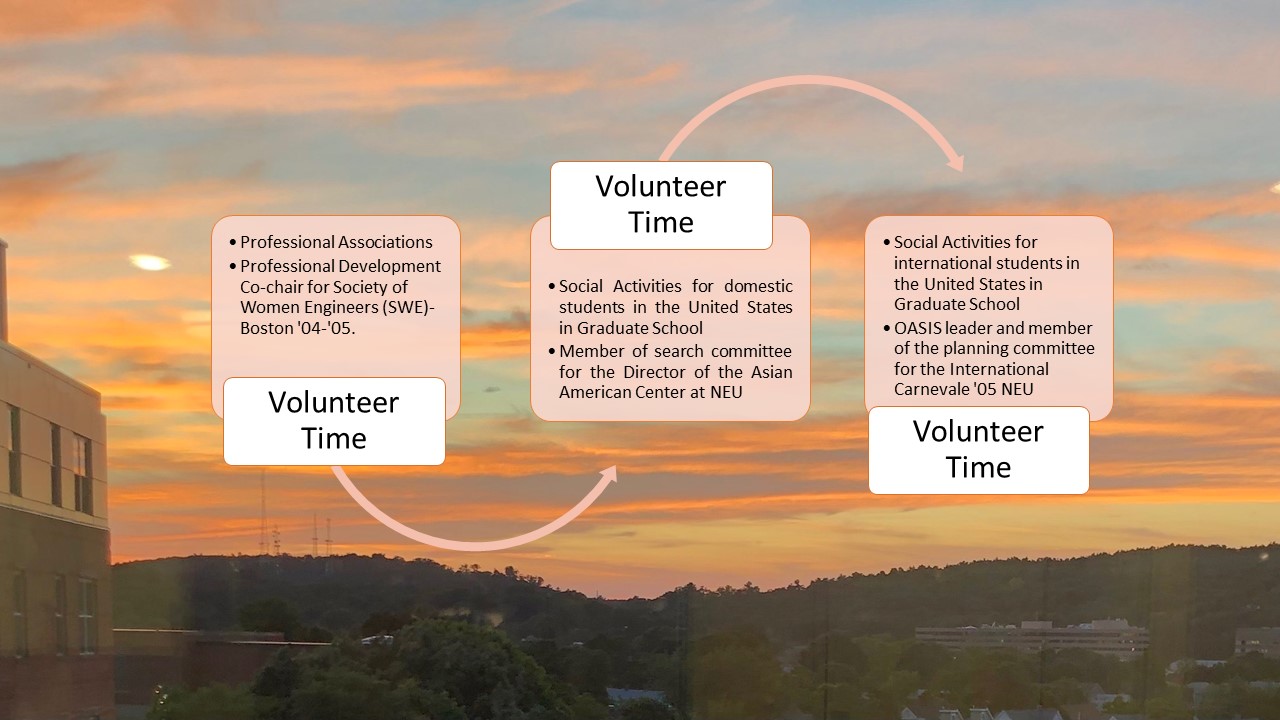 • Professional Associations
• Professional Development
Co-chair for Society of
Women Engineers (SWE)-
Boston '04-'05.
Volunteer
Time
Volunteer
Time
• Social Activities for domestic
students in the United States
in Graduate School
• Member of search committee
for the Director of the Asian
American Center at NEU
• Social Activities for
international students in
the United States in
Graduate School
• OASIS leader and member
of the planning committee
for the International
Carnevale '05 NEU
Volunteer
Time